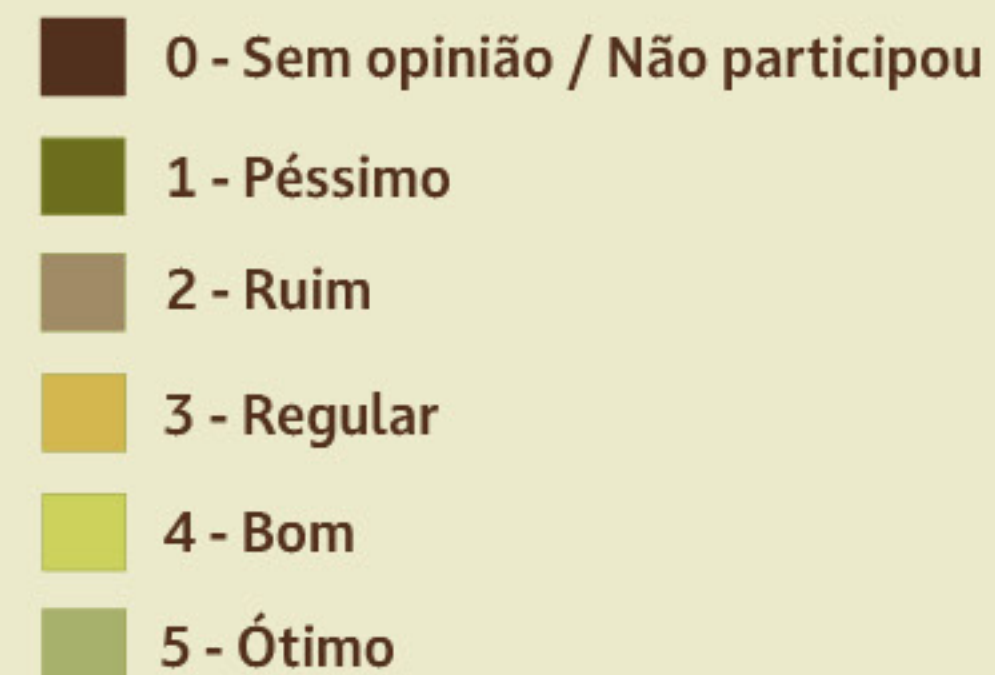 0 - Sem opinião / Não participou
1 - Péssimo
2 - Ruim
3 - Regular
4 - Bom
5 - Ótimo